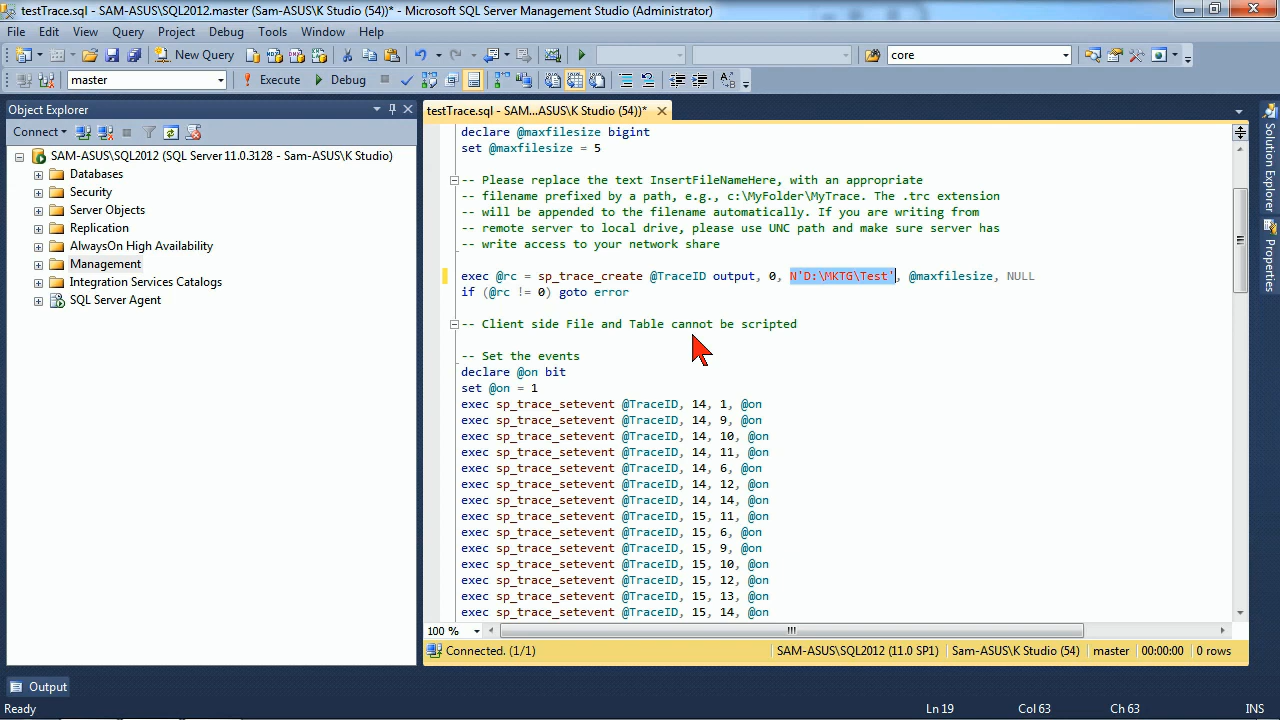 testTrace.sql - SAM-ASUS\SQL2012.master (Sam-ASUS\K Studio (54))* - Microsoft SQL Server Management Studio (Administrator)
File Edit View Query Project Debug Tools Window Help
New Query core
master Execute Debug
Object Explorer
Connect
SAM-ASUS\SQL2012 (SQL Server 11.0.3128 - Sam-ASUS\K Studio)
Databases
Security
Server Objects
Replication
AlwaysOn High Availability
Management
Integration Services Catalogs
SQL Server Agent
testTrace.sql - SAM...ASUS\K Studio (54))*
declare @maxfilesize bigint
set @maxfilesize = 5
-- Please replace the text InsertFileNameHere, with an appropriate
-- filename prefixed by a path, e.g., c:\MyFolder\MyTrace. The .trc extension
-- will be appended to the filename automatically. If you are writing from
-- remote server to local drive, please use UNC path and make sure server has
-- write access to your network share
exec @rc = sp_trace_create @TraceID output, 0, N'D:\MKTG\Test', @maxfilesize, NULL
if (@rc != 0) goto error
-- Client side File and Table cannot be scripted
-- Set the events
declare @on bit
set @on = 1
exec sp_trace_setevent @TraceID, 14, 1, @on
exec sp_trace_setevent @TraceID, 14, 9, @on
exec sp_trace_setevent @TraceID, 14, 10, @on
exec sp_trace_setevent @TraceID, 14, 11, @on
exec sp_trace_setevent @TraceID, 14, 6, @on
exec sp_trace_setevent @TraceID, 14, 12, @on
exec sp_trace_setevent @TraceID, 14, 14, @on
exec sp_trace_setevent @TraceID, 15, 11, @on
exec sp_trace_setevent @TraceID, 15, 6, @on
exec sp_trace_setevent @TraceID, 15, 9, @on
exec sp_trace_setevent @TraceID, 15, 10, @on
exec sp_trace_setevent @TraceID, 15, 12, @on
exec sp_trace_setevent @TraceID, 15, 13, @on
exec sp_trace_setevent @TraceID, 15, 14, @on
100 %
Connected. (1/1) SAM-ASUS\SQL2012 (11.0 SP1) Sam-ASUS\K Studio (54) master 00:00:00 0 rows
Solution Explorer
Properties
Output
Ready Ln 19 Col 63 Ch 63 INS